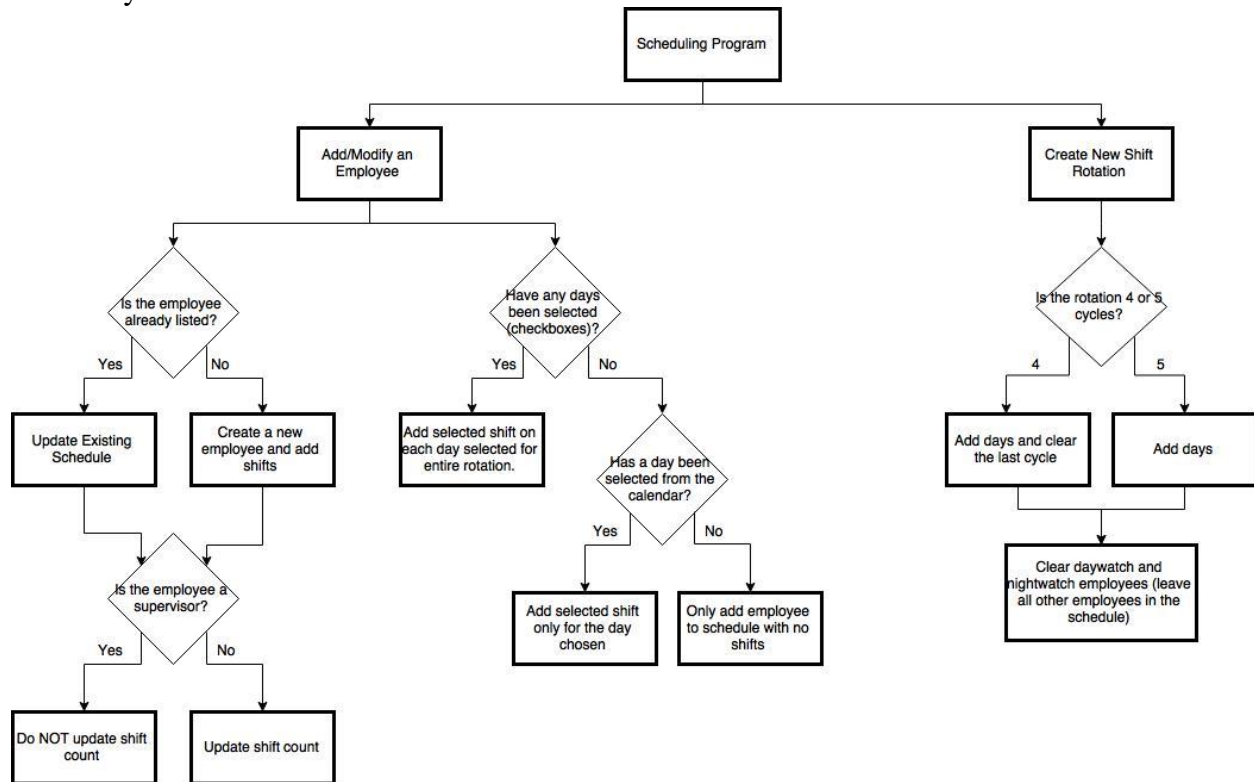 Scheduling Program
Add/Modify an
Employee
Create New Shift
Rotation
Is the employee
already listed?
Have any days
been selected
(checkboxes)?
Is the rotation 4 or 5
cycles?
Yes
No
Yes
No
4
5
Update Existing
Schedule
Create a new
employee and add
shifts
Add selected shift on
each day selected for
entire rotation.
Has a day been
selected from the
calendar?
Add days and clear
the last cycle
Add days
Yes
No
Is the employee a
supervisor?
Add selected shift
only for the day
chosen
Only add employee
to schedule with no
shifts
Clear daywatch and
nightwatch employees (leave
all other employees in the
schedule)
Yes
No
Do NOT update shift
count
Update shift count